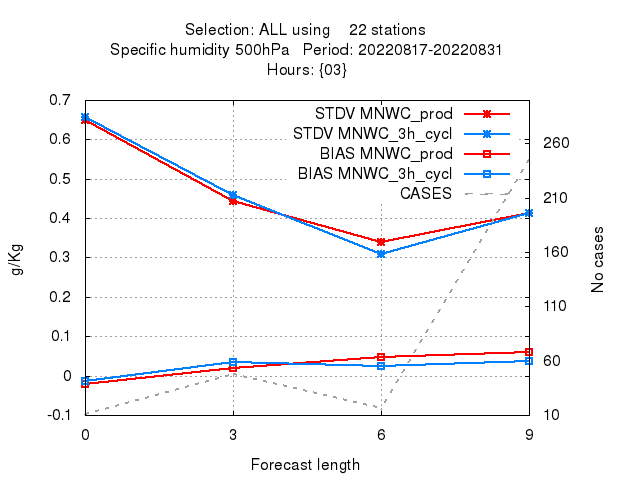 Selection: ALL using    22 stations
Specific humidity 500hPa   Period: 20220817-20220831
Hours: {03}
0.7
0.6
0.5
0.4
0.3
0.2
0.1
0
-0.1
g/Kg
STDV MNWC_prod
STDV MNWC_3h_cycl
BIAS MNWC_prod
BIAS MNWC_3h_cycl
CASES
260
210
160
110
60
10
No cases
0
3
6
9
Forecast length